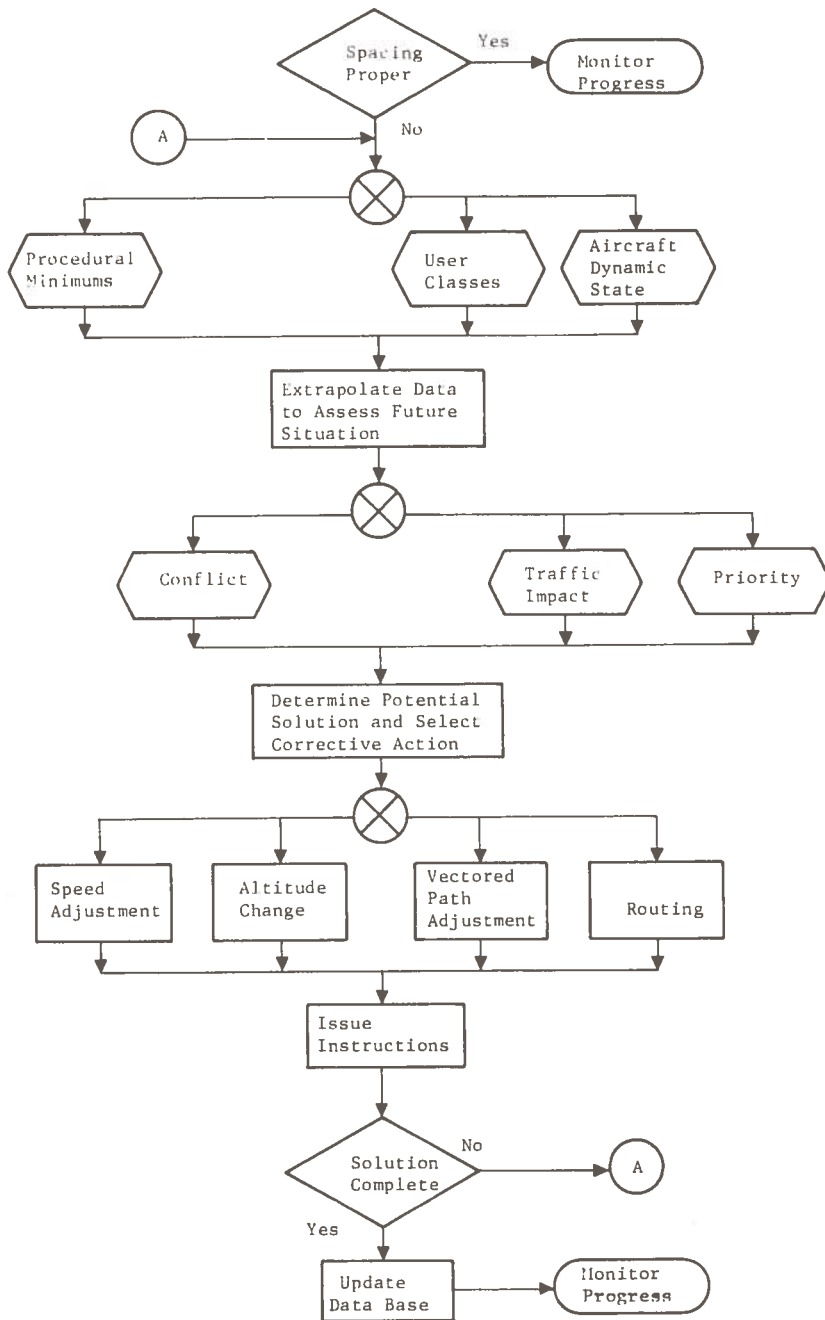 Yes
Spacing
Proper
Monitor
Progress
A
No
Procedural
Minimums
User
Classes
Aircraft
Dynamic
State
Extrapolate Data
to Assess Future
Situation
Conflict
Traffic
Impact
Priority
Determine Potential
Solution and Select
Corrective Action
Speed
Adjustment
Altitude
Change
Vectored
Path
Adjustment
Routing
Issue
Instructions
Solution
Complete
No
A
Yes
Update
Data Base
Monitor
Progress